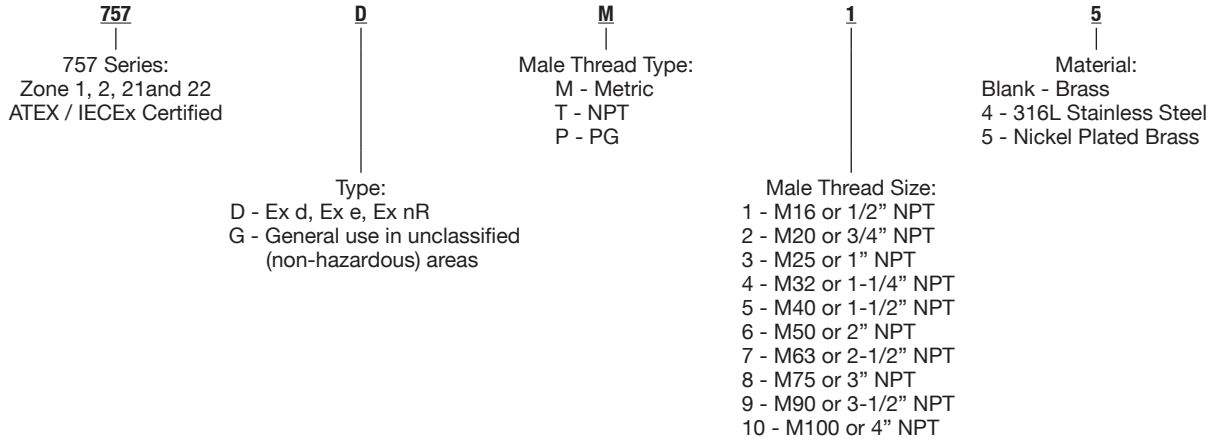 757 D M 1 5
757 Series:
Zone 1, 2, 21and 22
ATEX / IECEx Certified
Type:
D - Ex d, Ex e, Ex nR
G - General use in unclassified
(non-hazardous) areas
Male Thread Type:
M - Metric
T - NPT
P - PG
Male Thread Size:
1 - M16 or 1/2” NPT
2 - M20 or 3/4” NPT
3 - M25 or 1” NPT
4 - M32 or 1-1/4” NPT
5 - M40 or 1-1/2” NPT
6 - M50 or 2” NPT
7 - M63 or 2-1/2” NPT
8 - M75 or 3” NPT
9 - M90 or 3-1/2” NPT
10 - M100 or 4” NPT
Material:
Blank - Brass
4 - 316L Stainless Steel
5 - Nickel Plated Brass